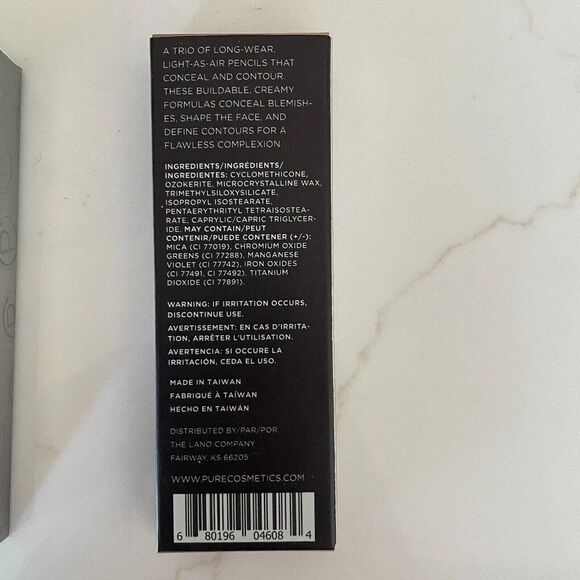 A TRIO OF LONG-WEAR,
LIGHT-AS-AIR PENCILS THAT
CONCEAL AND CONTOUR.
THESE BUILDABLE, CREAMY
FORMULAS CONCEAL BLEMISH-
ES, SHAPE THE FACE, AND
DEFINE CONTOURS FOR A
FLAWLESS COMPLEXION.
INGREDIENTS/INGRÉDIENTS/
INGREDIENTES: CYCLOMETHICONE,
OZOKERITE, MICROCRYSTALLINE WAX,
TRIMETHYLSILOXYSILICATE,
ISOPROPYL ISOSTEARATE,
PENTAERYTHRITYL TETRAISOSTEA-
RATE, CAPRYLIC/CAPRIC TRIGLYCER-
IDE. MAY CONTAIN/PEUT
CONTENIR/PUEDE CONTENER (+/-):
MICA (CI 77019), CHROMIUM OXIDE
GREENS (CI 77288), MANGANESE
VIOLET (CI 77742), IRON OXIDES
(CI 77491, CI 77492), TITANIUM
DIOXIDE (CI 77891).
WARNING: IF IRRITATION OCCURS,
DISCONTINUE USE.
AVERTISSEMENT: EN CAS D'IRRITA-
TION, ARRÊTER L'UTILISATION.
AVERTENCIA: SI OCCURE LA
IRRITACIÓN, CEDA EL USO.
MADE IN TAIWAN
FABRIQUÉ À TAÏWAN
HECHO EN TAIWÁN
DISTRIBUTED BY/PAR/POR
THE LANO COMPANY
FAIRWAY, KS 66205
WWW.PURECOSMETICS.COM
6 80196 04608 4